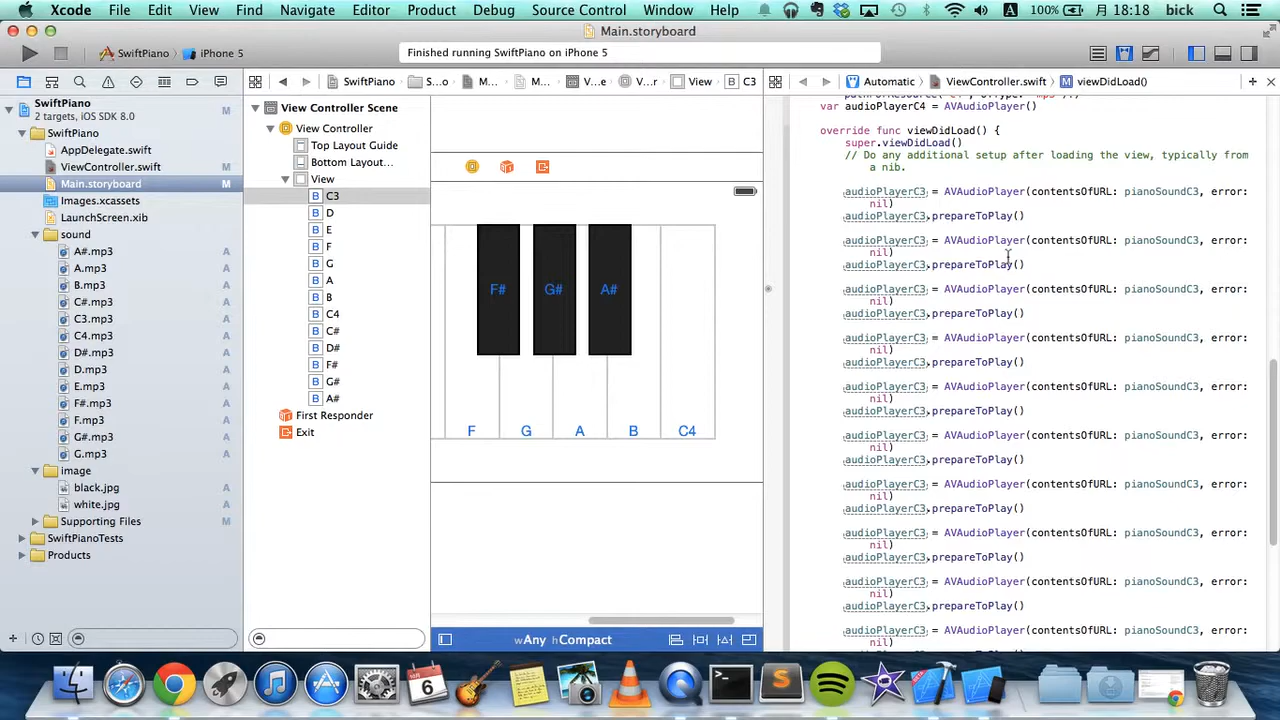 Xcode File Edit View Find Navigate Editor Product Debug Source Control Window Help 100% 月 18:18 bick
Main.storyboard
SwiftPiano iPhone 5 Finished running SwiftPiano on iPhone 5
SwiftPiano S...o M... M... V...e V...r View C3 Automatic ViewController.swift M viewDidLoad()
SwiftPiano M
2 targets, iOS SDK 8.0
SwiftPiano
AppDelegate.swift
ViewController.swift M
Main.storyboard M
Images.xcassets
LaunchScreen.xib
sound
A#.mp3 A
A.mp3 A
B.mp3 A
C#.mp3 A
C3.mp3 A
C4.mp3 A
D#.mp3 A
D.mp3 A
E.mp3 A
F#.mp3 A
F.mp3 A
G#.mp3 A
G.mp3 A
image
black.jpg A
white.jpg A
Supporting Files M
SwiftPianoTests
Products
View Controller Scene
View Controller
Top Layout Guide
Bottom Layout...
View
B C3
B D
B E
B F
B G
B A
B B
B C4
B C#
B D#
B F#
B G#
B A#
First Responder
Exit
F# G# A#
F G A B C4
wAny hCompact
var audioPlayerC4 = AVAudioPlayer()
override func viewDidLoad() {
super.viewDidLoad()
// Do any additional setup after loading the view, typically from
a nib.
audioPlayerC3 = AVAudioPlayer(contentsOfURL: pianoSoundC3, error:
nil)
audioPlayerC3.prepareToPlay()
audioPlayerC3 = AVAudioPlayer(contentsOfURL: pianoSoundC3, error:
nil)
audioPlayerC3.prepareToPlay()
audioPlayerC3 = AVAudioPlayer(contentsOfURL: pianoSoundC3, error:
nil)
audioPlayerC3.prepareToPlay()
audioPlayerC3 = AVAudioPlayer(contentsOfURL: pianoSoundC3, error:
nil)
audioPlayerC3.prepareToPlay()
audioPlayerC3 = AVAudioPlayer(contentsOfURL: pianoSoundC3, error:
nil)
audioPlayerC3.prepareToPlay()
audioPlayerC3 = AVAudioPlayer(contentsOfURL: pianoSoundC3, error:
nil)
audioPlayerC3.prepareToPlay()
audioPlayerC3 = AVAudioPlayer(contentsOfURL: pianoSoundC3, error:
nil)
audioPlayerC3.prepareToPlay()
audioPlayerC3 = AVAudioPlayer(contentsOfURL: pianoSoundC3, error:
nil)
audioPlayerC3.prepareToPlay()
audioPlayerC3 = AVAudioPlayer(contentsOfURL: pianoSoundC3, error:
nil)
audioPlayerC3.prepareToPlay()
audioPlayerC3 = AVAudioPlayer(contentsOfURL: pianoSoundC3, error:
nil)